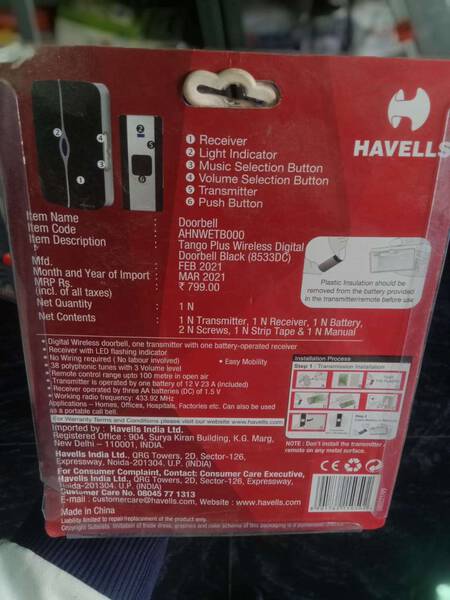 HAVELLS
1 Receiver
2 Light Indicator
3 Music Selection Button
4 Volume Selection Button
5 Transmitter
6 Push Button
Item Name Doorbell
Item Code AHNWETB000
Item Description Tango Plus Wireless Digital
Doorbell Black (8533DC)
Mfd. FEB 2021
Month and Year of Import MAR 2021
MRP Rs. ₹ 799.00
(incl. of all taxes)
Net Quantity 1 N
Net Contents 1 N Transmitter, 1 N Receiver, 1 N Battery,
2 N Screws, 1 N Strip Tape & 1 N Manual
Plastic Insulation should be
removed from the battery provided
in the transmitter/remote before use
• Digital Wireless doorbell, one transmitter with one battery-operated receiver
• Receiver with LED flashing indicator
• No Wiring required ( No labour involved)
• Easy Mobility
• 38 polyphonic tunes with 3 Volume level
• Remote control range upto 100 metre in open air
• Transmitter is operated by one battery of 12 V 23 A (included)
• Receiver operated by three AA batteries (DC) of 1.5 V
• Working radio frequency: 433.92 MHz
Applications – Homes, Offices, Hospitals, Factories etc. Can also be used
as a portable call bell.
For Warranty Terms and Conditions please visit our website www.havells.com
Installation Process
Step 1 : Transmission Installation
Step 2
NOTE : Don't install the transmitter
remote on any metal surface.
Imported by : Havells India Ltd.
Registered Office : 904, Surya Kiran Building, K.G. Marg,
New Delhi – 110001, INDIA.
Havells India Ltd., QRG Towers, 2D, Sector-126,
Expressway, Noida-201304. U.P. (INDIA)
For Consumer Complaint, Contact: Consumer Care Executive,
Havells India Ltd., QRG Towers, 2D, Sector-126, Expressway,
Noida-201304. U.P. (INDIA)
Customer Care No. 08045 77 1313
E-mail : customercare@havells.com, Website : www.havells.com
Made in China
Liability limited to repair/replacement of the product only.
CE